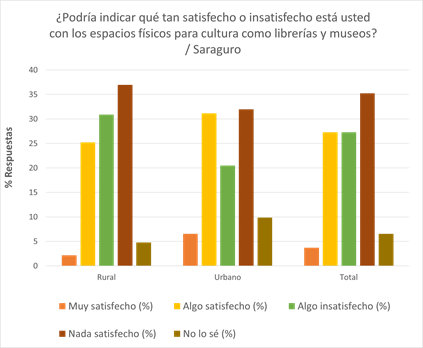 ¿Podría indicar qué tan satisfecho o insatisfecho está usted
con los espacios físicos para cultura como librerías y museos?
/ Saraguro
% Respuestas
40
35
30
25
20
15
10
5
0
Rural Urbano Total
Muy satisfecho (%) Algo satisfecho (%) Algo insatisfecho (%)
Nada satisfecho (%) No lo sé (%)